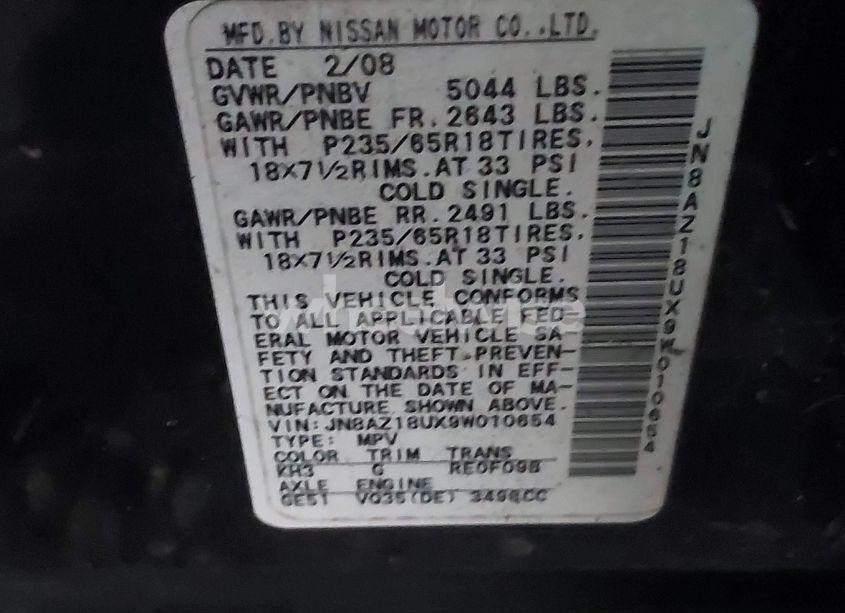 MFD.BY NISSAN MOTOR CO.,LTD.
DATE 2/08
GVWR/PNBV 5044 LBS.
GAWR/PNBE FR. 2643 LBS.
WITH P235/65R18TIRES,
18X7½RIMS.AT 33 PSI
COLD SINGLE.
GAWR/PNBE RR. 2491 LBS.
WITH P235/65R18TIRES,
18X7½RIMS.AT 33 PSI
COLD SINGLE.
THIS VEHICLE CONFORMS
TO ALL APPLICABLE FED-
ERAL MOTOR VEHICLE SA-
FETY AND THEFT PREVEN-
TION STANDARDS IN EFF-
ECT ON THE DATE OF MA-
NUFACTURE SHOWN ABOVE.
VIN: JN8AZ18UX9W010654
TYPE: MPV
COLOR TRIM TRANS
KH3 G RE0F09B
AXLE ENGINE
GE51 VQ35(DE) 3498CC
JN8AZ18UX9W010654